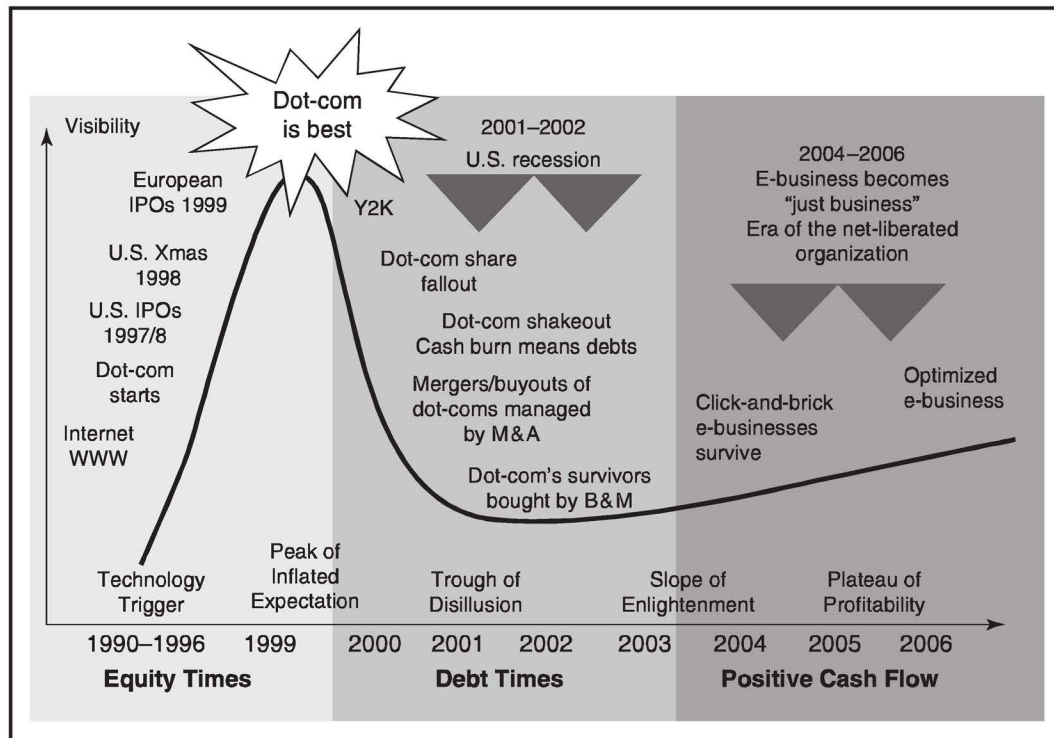 Dot-com
is best
Visibility
European
IPOs 1999
U.S. Xmas
1998
U.S. IPOs
1997/8
Dot-com
starts
Internet
WWW
Y2K
2001–2002
U.S. recession
Dot-com share
fallout
Dot-com shakeout
Cash burn means debts
Mergers/buyouts of
dot-coms managed
by M&A
Dot-com's survivors
bought by B&M
2004–2006
E-business becomes
“just business”
Era of the net-liberated
organization
Click-and-brick
e-businesses
survive
Optimized
e-business
Technology
Trigger
Peak of
Inflated
Expectation
Trough of
Disillusion
Slope of
Enlightenment
Plateau of
Profitability
1990–1996 1999 2000 2001 2002 2003 2004 2005 2006
Equity Times Debt Times Positive Cash Flow